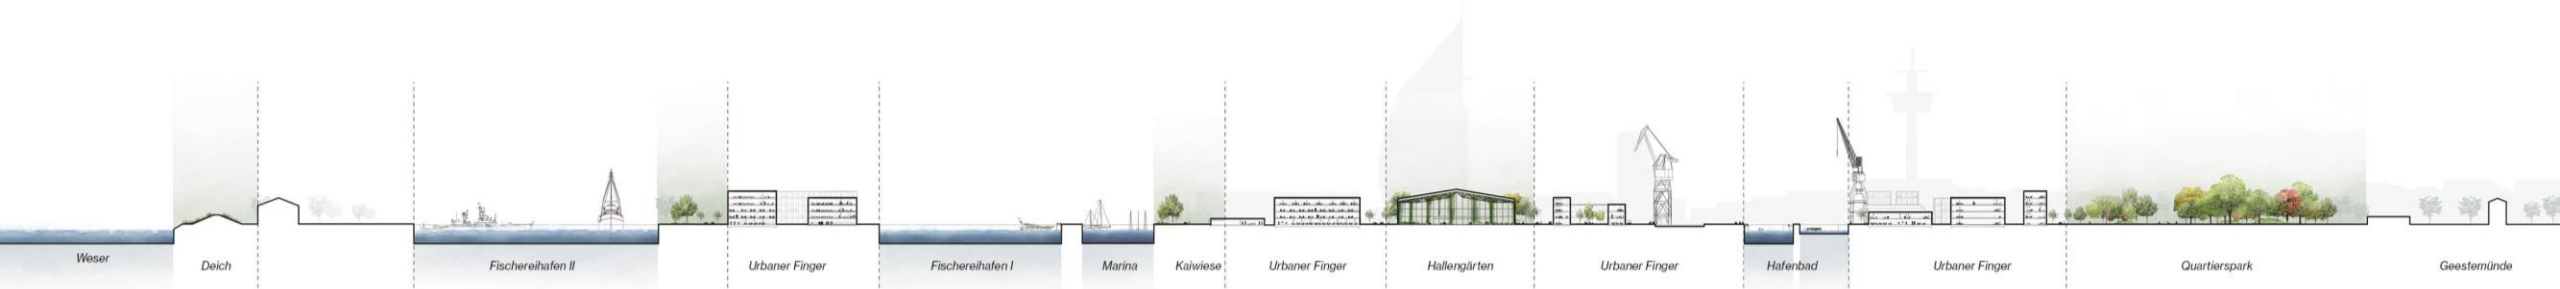 Weser
Deich
Fischereihafen II
Urbaner Finger
Fischereihafen I
Marina
Kaiwiese
Urbaner Finger
Hallengärten
Urbaner Finger
Hafenbad
Urbaner Finger
Quartierspark
Geestemünde